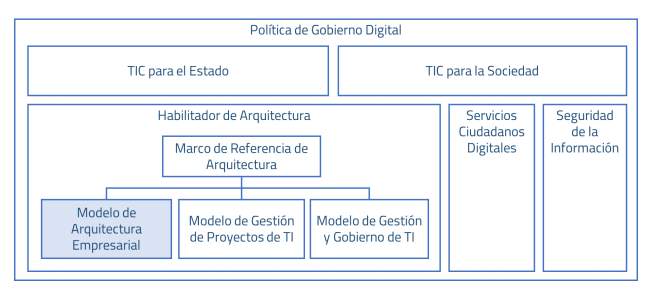 Política de Gobierno Digital
TIC para el Estado
TIC para la Sociedad
Habilitador de Arquitectura
Marco de Referencia de
Arquitectura
Modelo de
Arquitectura
Empresarial
Modelo de Gestión
de Proyectos de TI
Modelo de Gestión
y Gobierno de TI
Servicios
Ciudadanos
Digitales
Seguridad
de la
Información